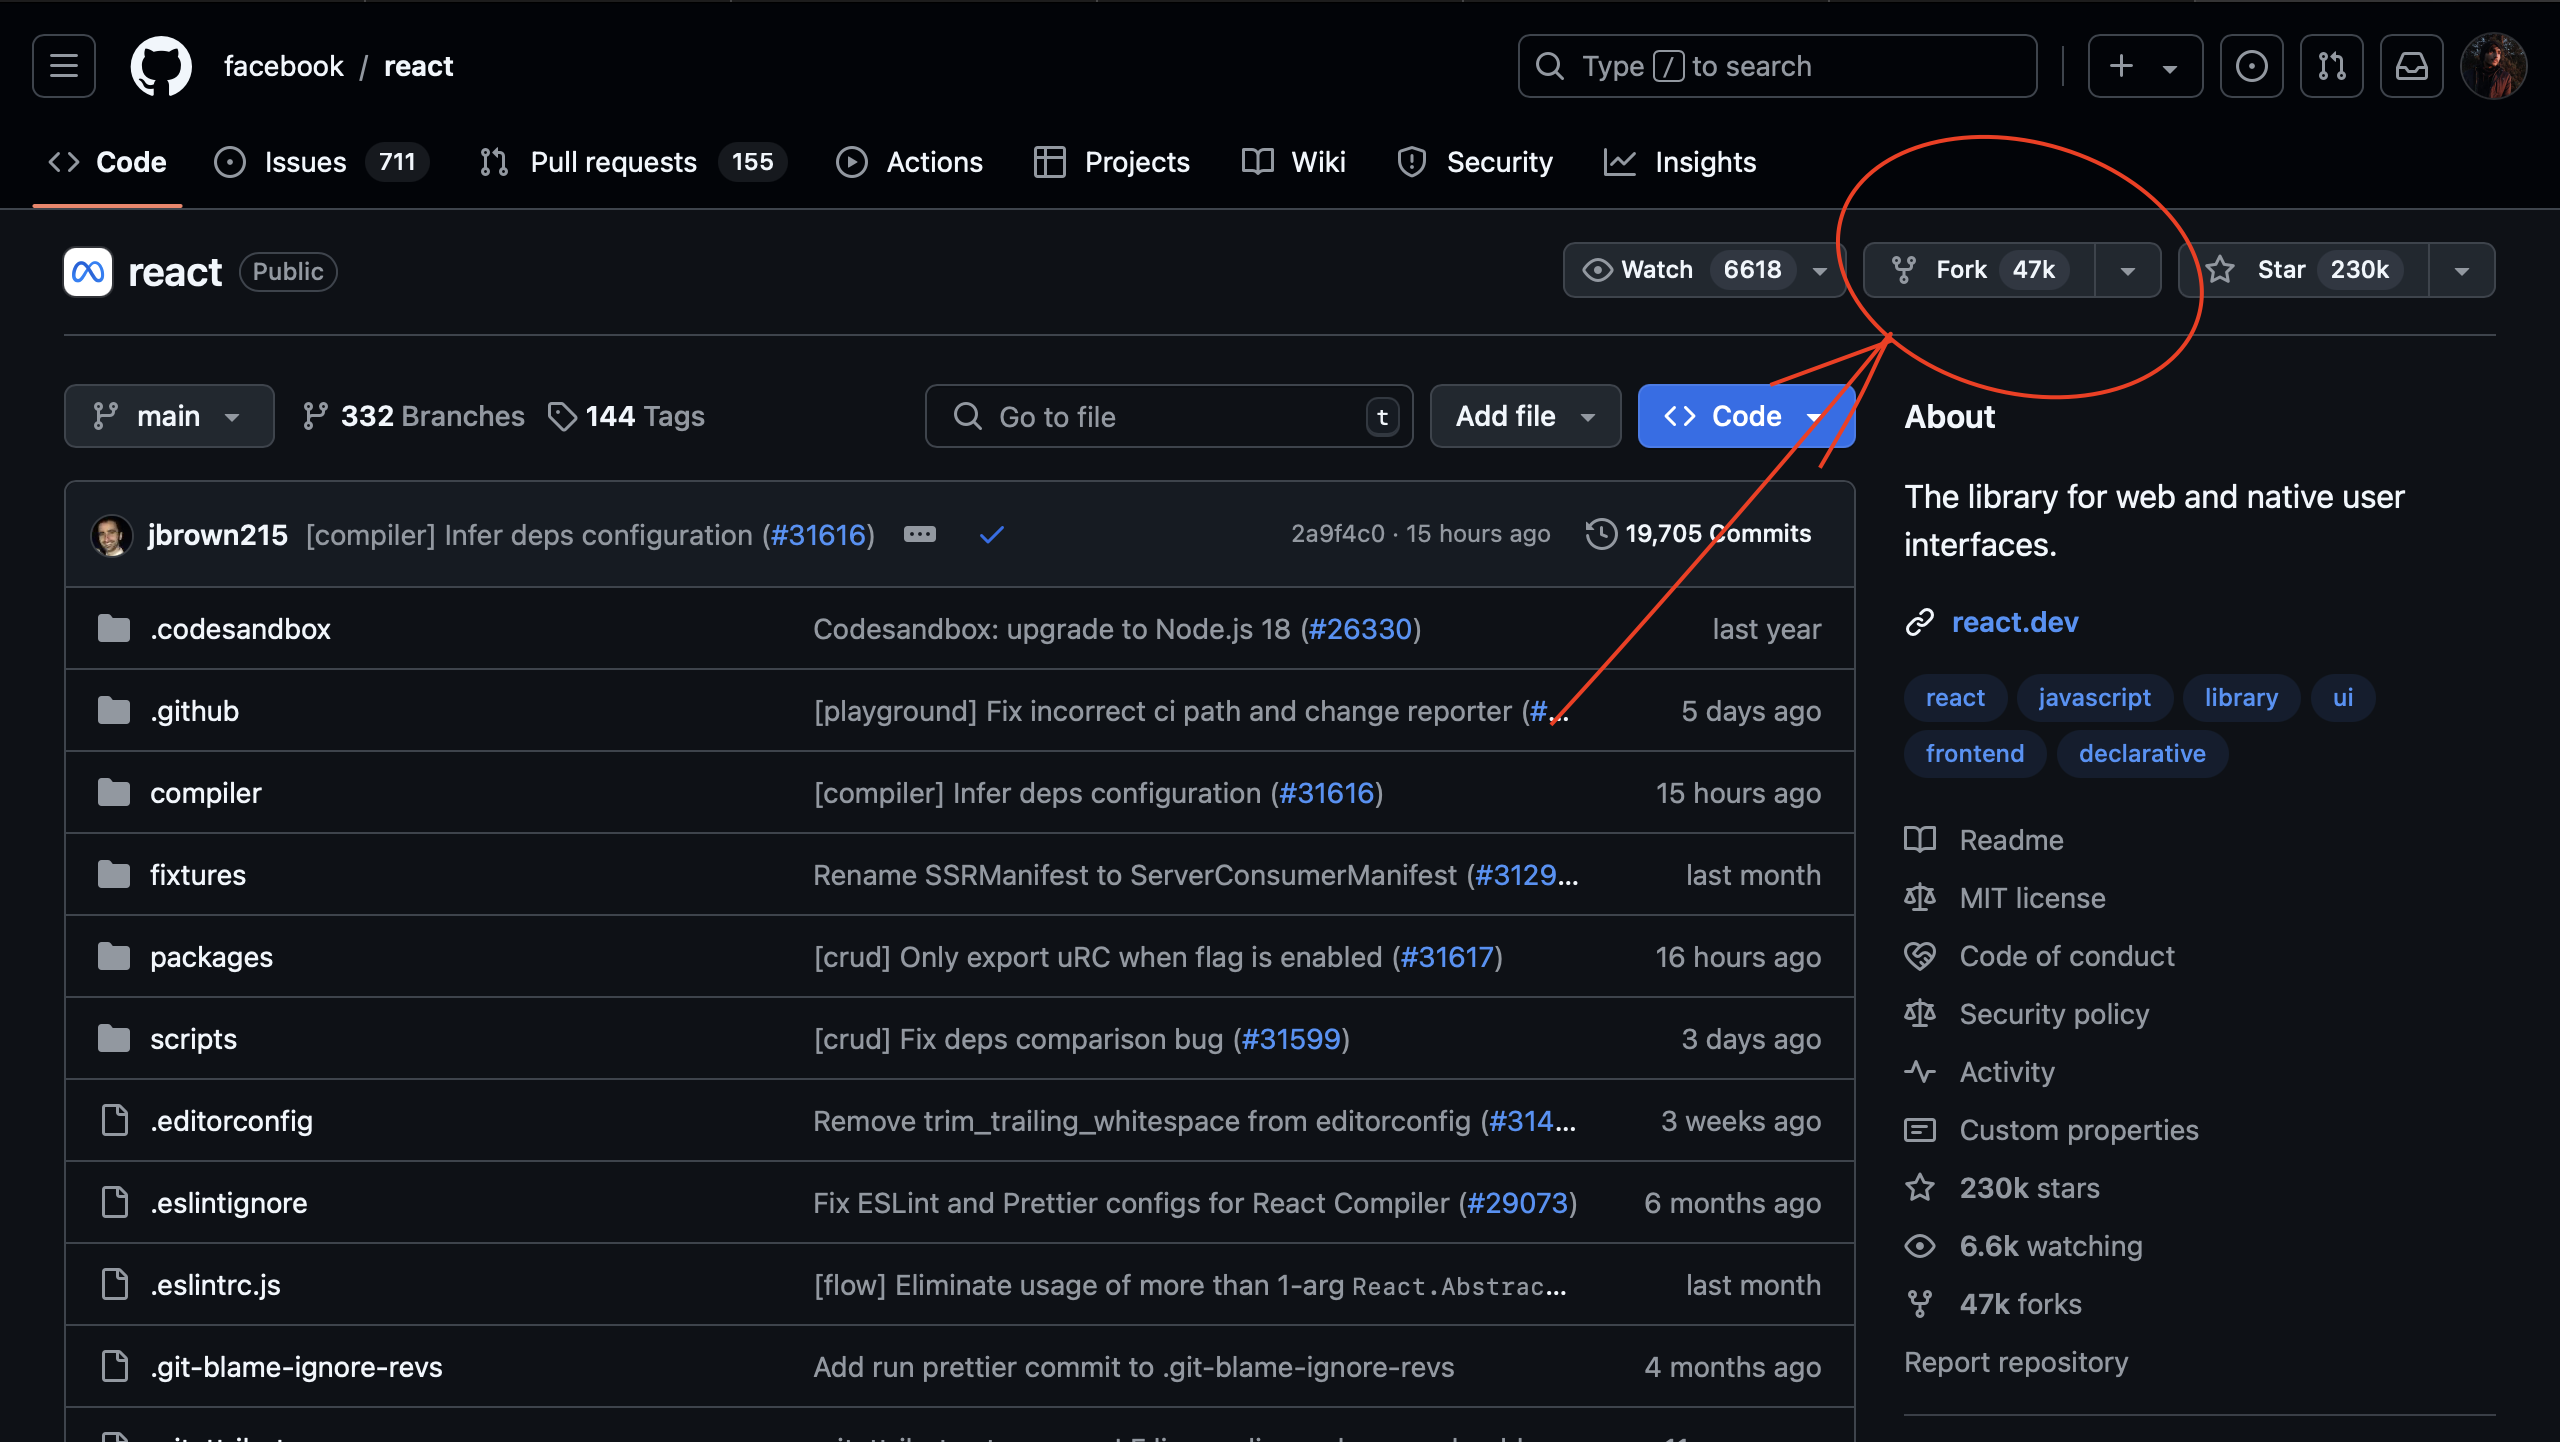 facebook / react
Type / to search
Code
Issues 711
Pull requests 155
Actions
Projects
Wiki
Security
Insights
react Public
Watch 6618
Fork 47k
Star 230k
main
332 Branches
144 Tags
Go to file t
Add file
Code
jbrown215 [compiler] Infer deps configuration (#31616)
2a9f4c0 · 15 hours ago
19,705 Commits
.codesandbox Codesandbox: upgrade to Node.js 18 (#26330) last year
.github [playground] Fix incorrect ci path and change reporter (#... 5 days ago
compiler [compiler] Infer deps configuration (#31616) 15 hours ago
fixtures Rename SSRManifest to ServerConsumerManifest (#3129... last month
packages [crud] Only export uRC when flag is enabled (#31617) 16 hours ago
scripts [crud] Fix deps comparison bug (#31599) 3 days ago
.editorconfig Remove trim_trailing_whitespace from editorconfig (#314... 3 weeks ago
.eslintignore Fix ESLint and Prettier configs for React Compiler (#29073) 6 months ago
.eslintrc.js [flow] Eliminate usage of more than 1-arg React.Abstrac... last month
.git-blame-ignore-revs Add run prettier commit to .git-blame-ignore-revs 4 months ago
About
The library for web and native user
interfaces.
react.dev
react javascript library ui
frontend declarative
Readme
MIT license
Code of conduct
Security policy
Activity
Custom properties
230k stars
6.6k watching
47k forks
Report repository